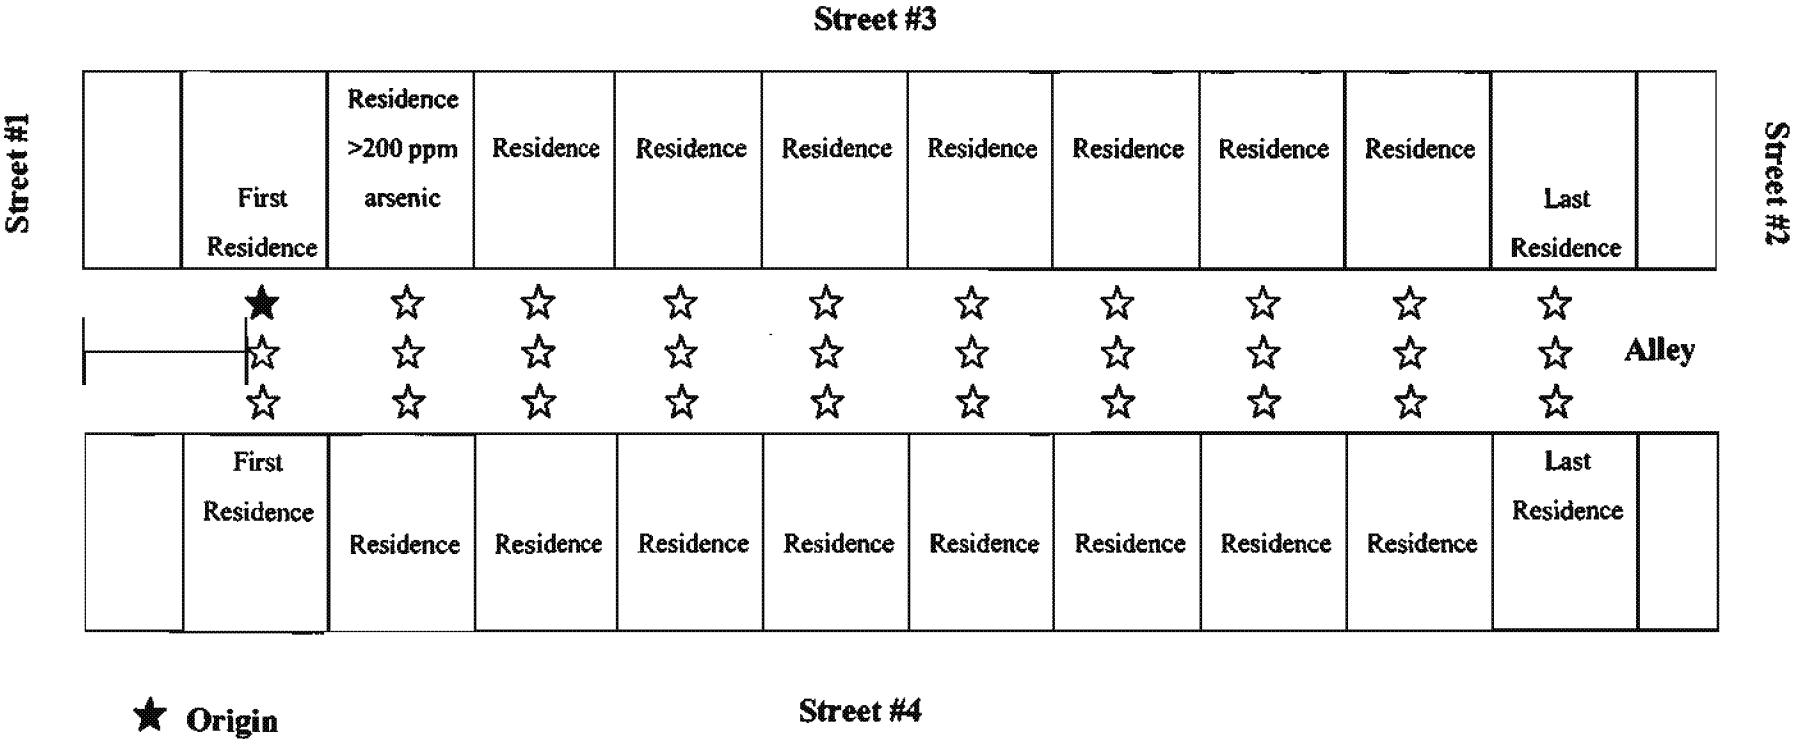 Street #3
Street #1
Residence
>200 ppm
arsenic
Residence
Residence
Residence
Residence
Residence
Residence
Residence
First
Residence
Last
Residence
Street #2
Alley
First
Residence
Residence
Residence
Residence
Residence
Residence
Residence
Residence
Residence
Last
Residence
Origin
Street #4